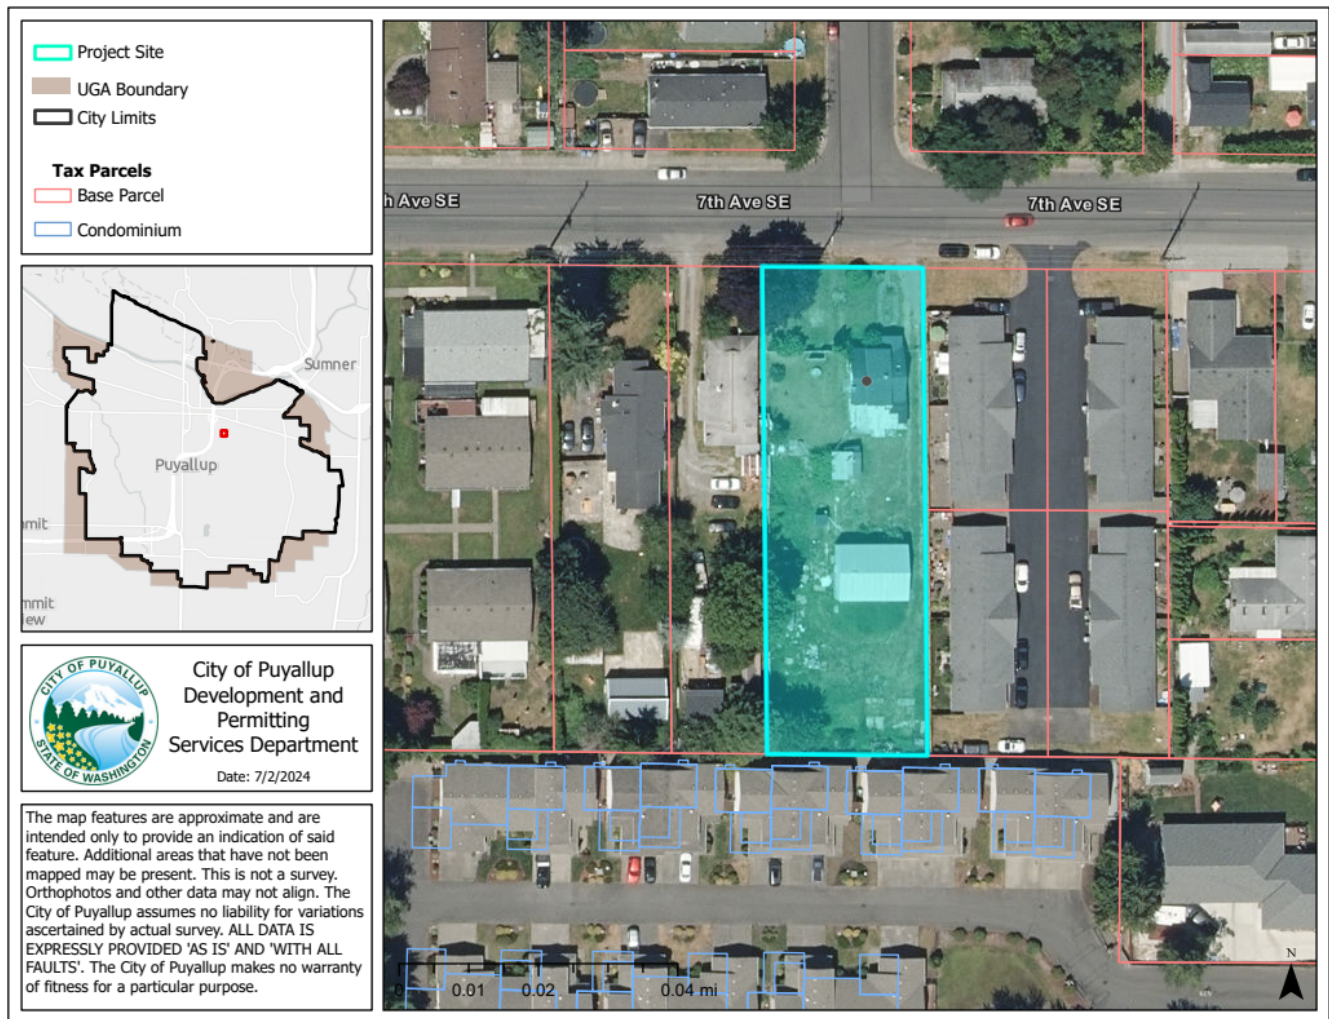 Project Site
UGA Boundary
City Limits
Tax Parcels
Base Parcel
Condominium
Sumner
Puyallup
mit
mmit
iew
CITY OF PUYALLUP
STATE OF WASHINGTON
City of Puyallup
Development and
Permitting
Services Department
Date: 7/2/2024
The map features are approximate and are
intended only to provide an indication of said
feature. Additional areas that have not been
mapped may be present. This is not a survey.
Orthophotos and other data may not align. The
City of Puyallup assumes no liability for variations
ascertained by actual survey. ALL DATA IS
EXPRESSLY PROVIDED 'AS IS' AND 'WITH ALL
FAULTS'. The City of Puyallup makes no warranty
of fitness for a particular purpose.
h Ave SE
7th Ave SE
7th Ave SE
0 0.01 0.02 0.04 mi
N